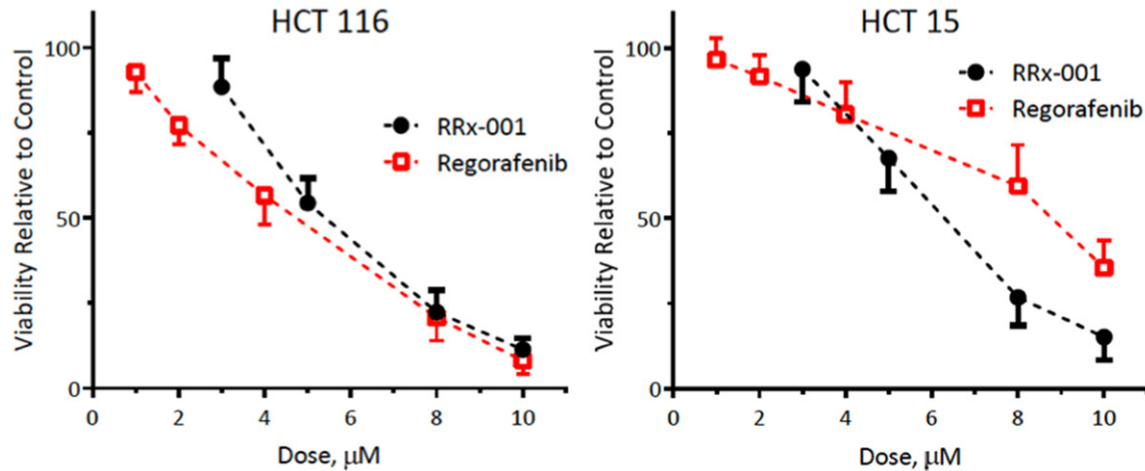 HCT 116
Viability Relative to Control
100
50
0
RRx-001
Regorafenib
0 2 4 6 8 10
Dose, μM
HCT 15
Viability Relative to Control
100
50
0
RRx-001
Regorafenib
0 2 4 6 8 10
Dose, μM